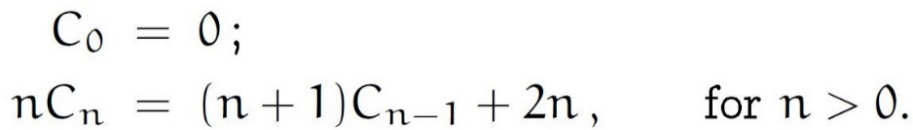 C₀ = 0;
nCₙ = (n + 1)Cₙ₋₁ + 2n, for n > 0.